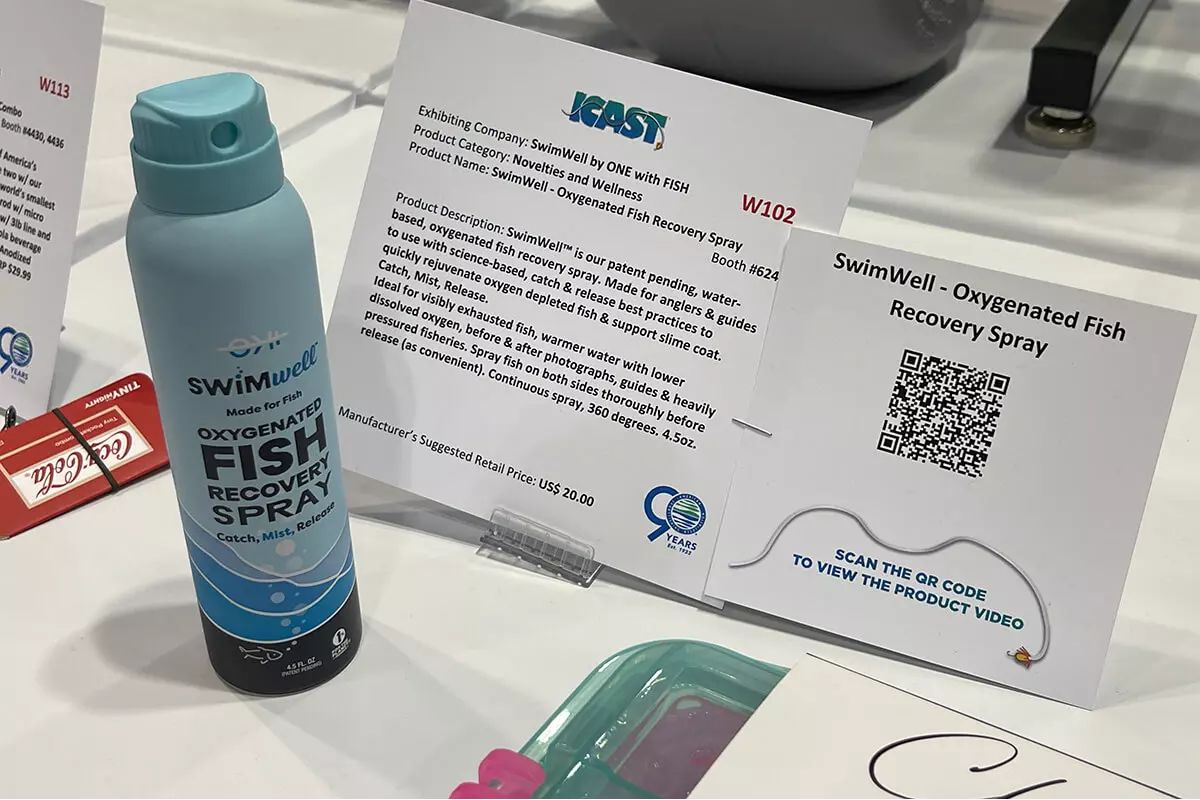 W113
Combo
Booth #4430, 4436
of America's
two w/ our
world's smallest
rod w/ micro
w/ 3lb line and
beverage
Anodized
$29.99
90
YEARS
TINY MIGHTY
Coca-Cola
SWiMwell™
Made for Fish
OXYGENATED
FISH
RECOVERY
SPRAY
Catch, Mist, Release
4.5 FL. OZ
(PATENT PENDING)
ICAST
Exhibiting Company: SwimWell by ONE with FISH
Product Category: Novelties and Wellness
Product Name: SwimWell - Oxygenated Fish Recovery Spray
W102
Booth #624
Product Description: SwimWell™ is our patent pending, water-
based, oxygenated fish recovery spray. Made for anglers & guides
to use with science-based, catch & release best practices to
quickly rejuvenate oxygen depleted fish & support slime coat.
Catch, Mist, Release.
Ideal for visibly exhausted fish, warmer water with lower
dissolved oxygen, before & after photographs, guides & heavily
pressured fisheries. Spray fish on both sides thoroughly before
release (as convenient). Continuous spray, 360 degrees. 4.5oz.
Manufacturer's Suggested Retail Price: US$ 20.00
90
YEARS
Est. 1933
SwimWell - Oxygenated Fish
Recovery Spray
SCAN THE QR CODE
TO VIEW THE PRODUCT VIDEO